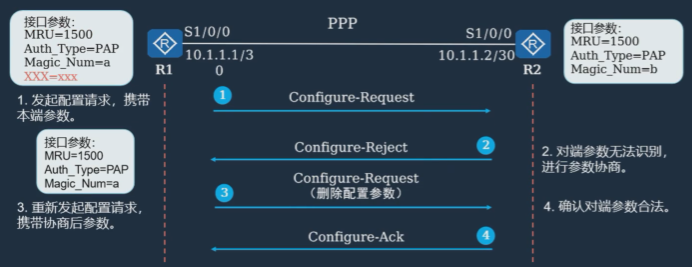 接口参数:
MRU=1500
Auth_Type=PAP
Magic_Num=a
XXX=xxx
S1/0/0
PPP
S1/0/0
接口参数:
MRU=1500
Auth_Type=PAP
Magic_Num=b
R
R
10.1.1.1/3
0
10.1.1.2/30
R1
R2
1. 发起配置请求，携带
本端参数。
1
Configure-Request
接口参数:
MRU=1500
Auth_Type=PAP
Magic_Num=a
Configure-Reject
2
2. 对端参数无法识别，
进行参数协商。
3. 重新发起配置请求，
携带协商后参数。
3
Configure-Request
（删除配置参数）
4. 确认对端参数合法。
Configure-Ack
4